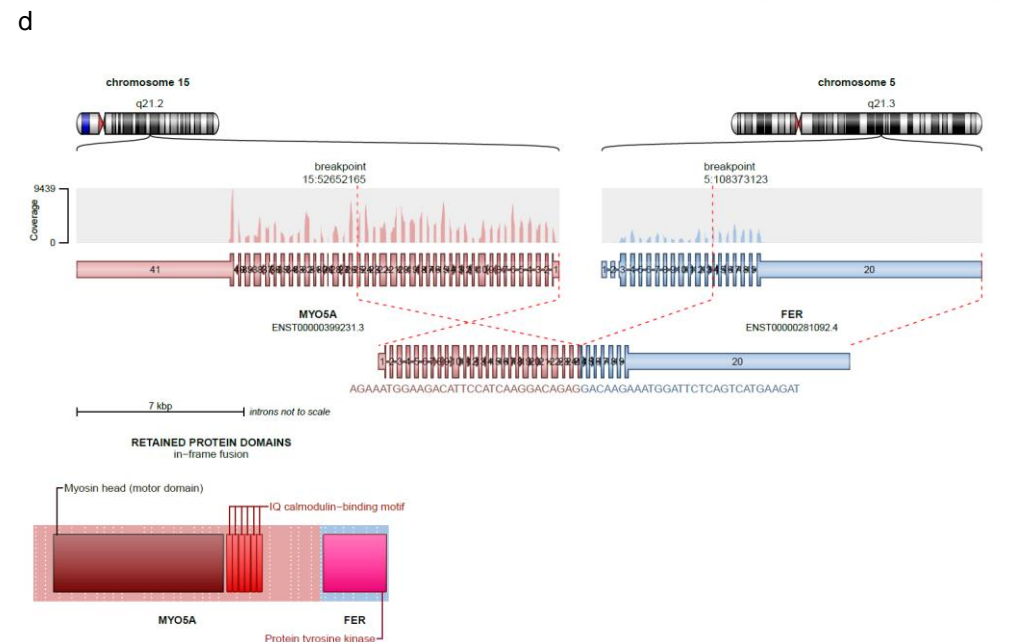 d
chromosome 15
chromosome 5
q21.2
q21.3
breakpoint
15:52652165
breakpoint
5:108373123
9439
Coverage
0
41
20
MYO5A
ENST00000399231.3
FER
ENST00000281092.4
1
20
AGAAATGGAAGACATTCCATCAAGGACAGAGGACAAGAAATGGATTCTCAGTCATGAAGAT
7 kbp
introns not to scale
RETAINED PROTEIN DOMAINS
in−frame fusion
Myosin head (motor domain)
IQ calmodulin−binding motif
MYO5A
FER
Protein tyrosine kinase